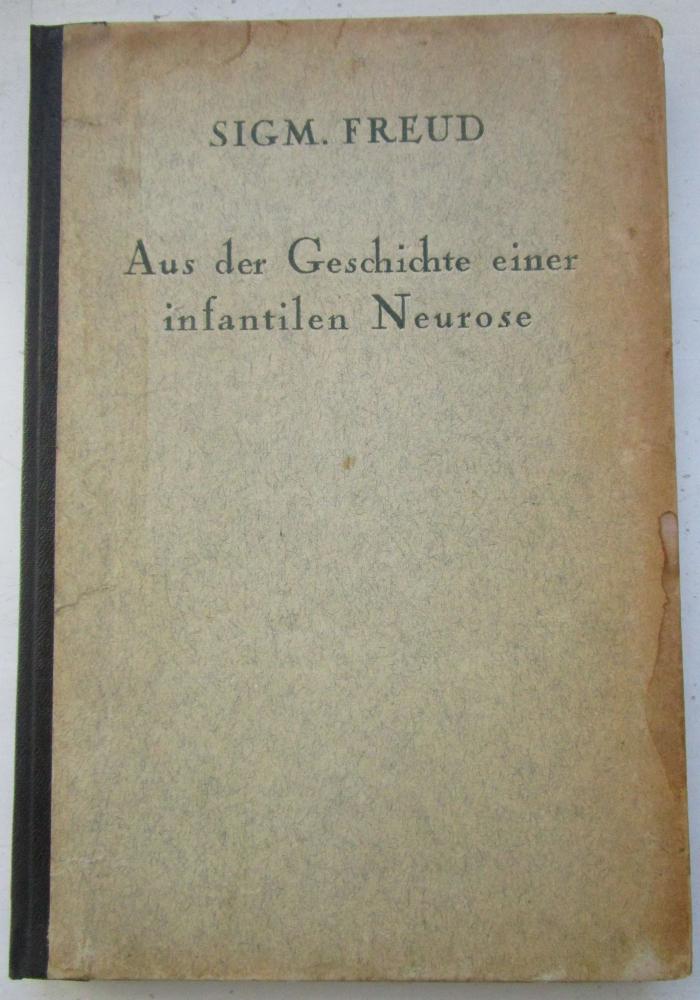 SIGM. FREUD
Aus der Geschichte einer
infantilen Neurose